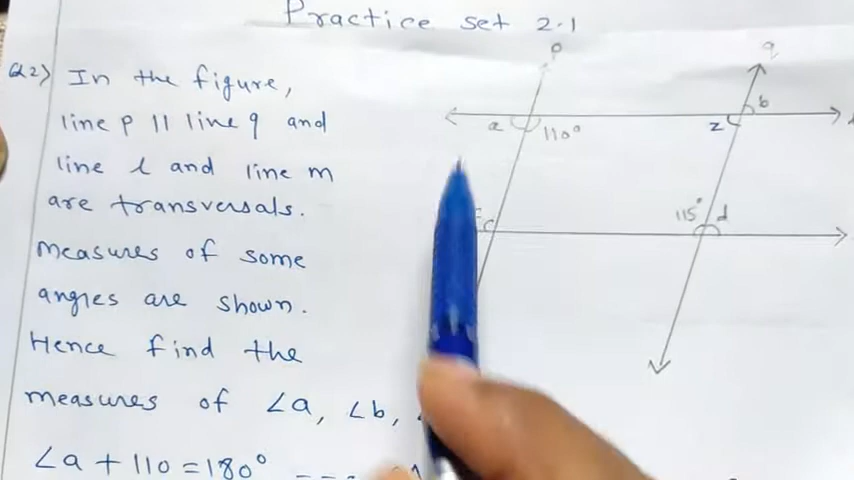 Practice set 2.1
Q.2) In the figure,
line p || line q and
line l and line m
are transversals.
Measures of some
angles are shown.
Hence find the
measures of ∠a, ∠b,
∠a + 110 = 180°
p
q
a
110°
z
b
c
115°
d